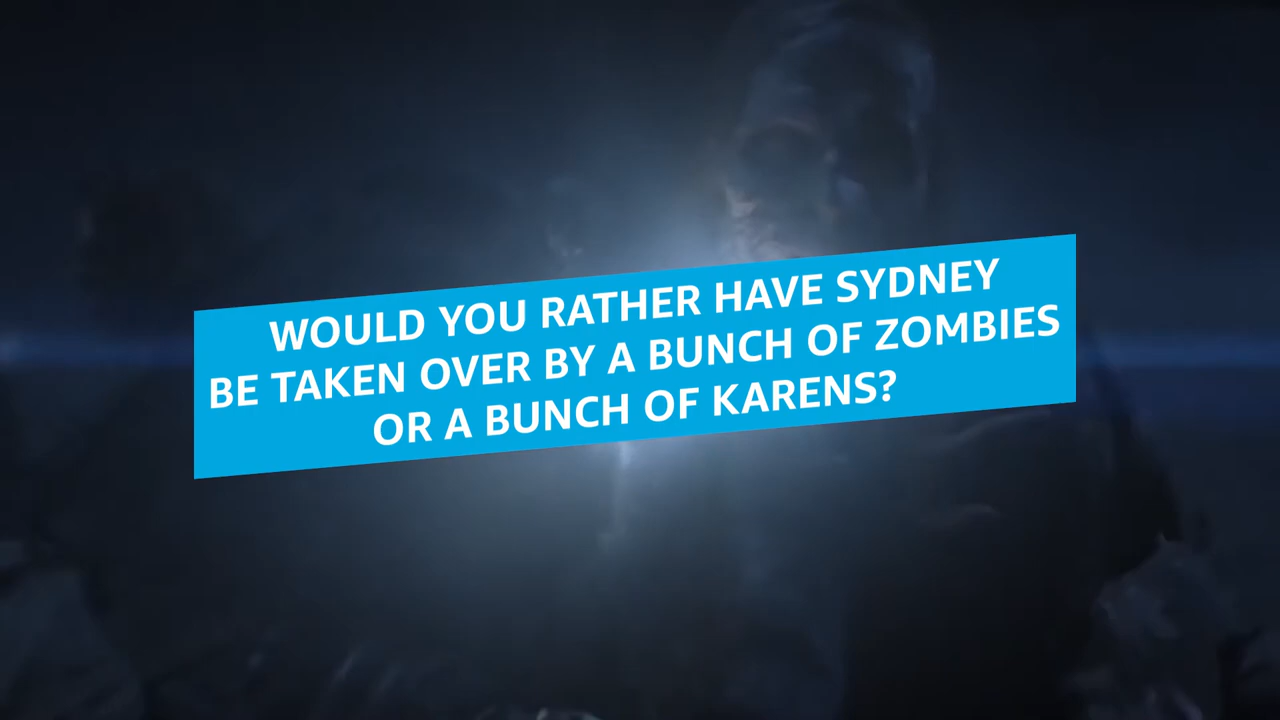 WOULD YOU RATHER HAVE SYDNEY
BE TAKEN OVER BY A BUNCH OF ZOMBIES
OR A BUNCH OF KARENS?